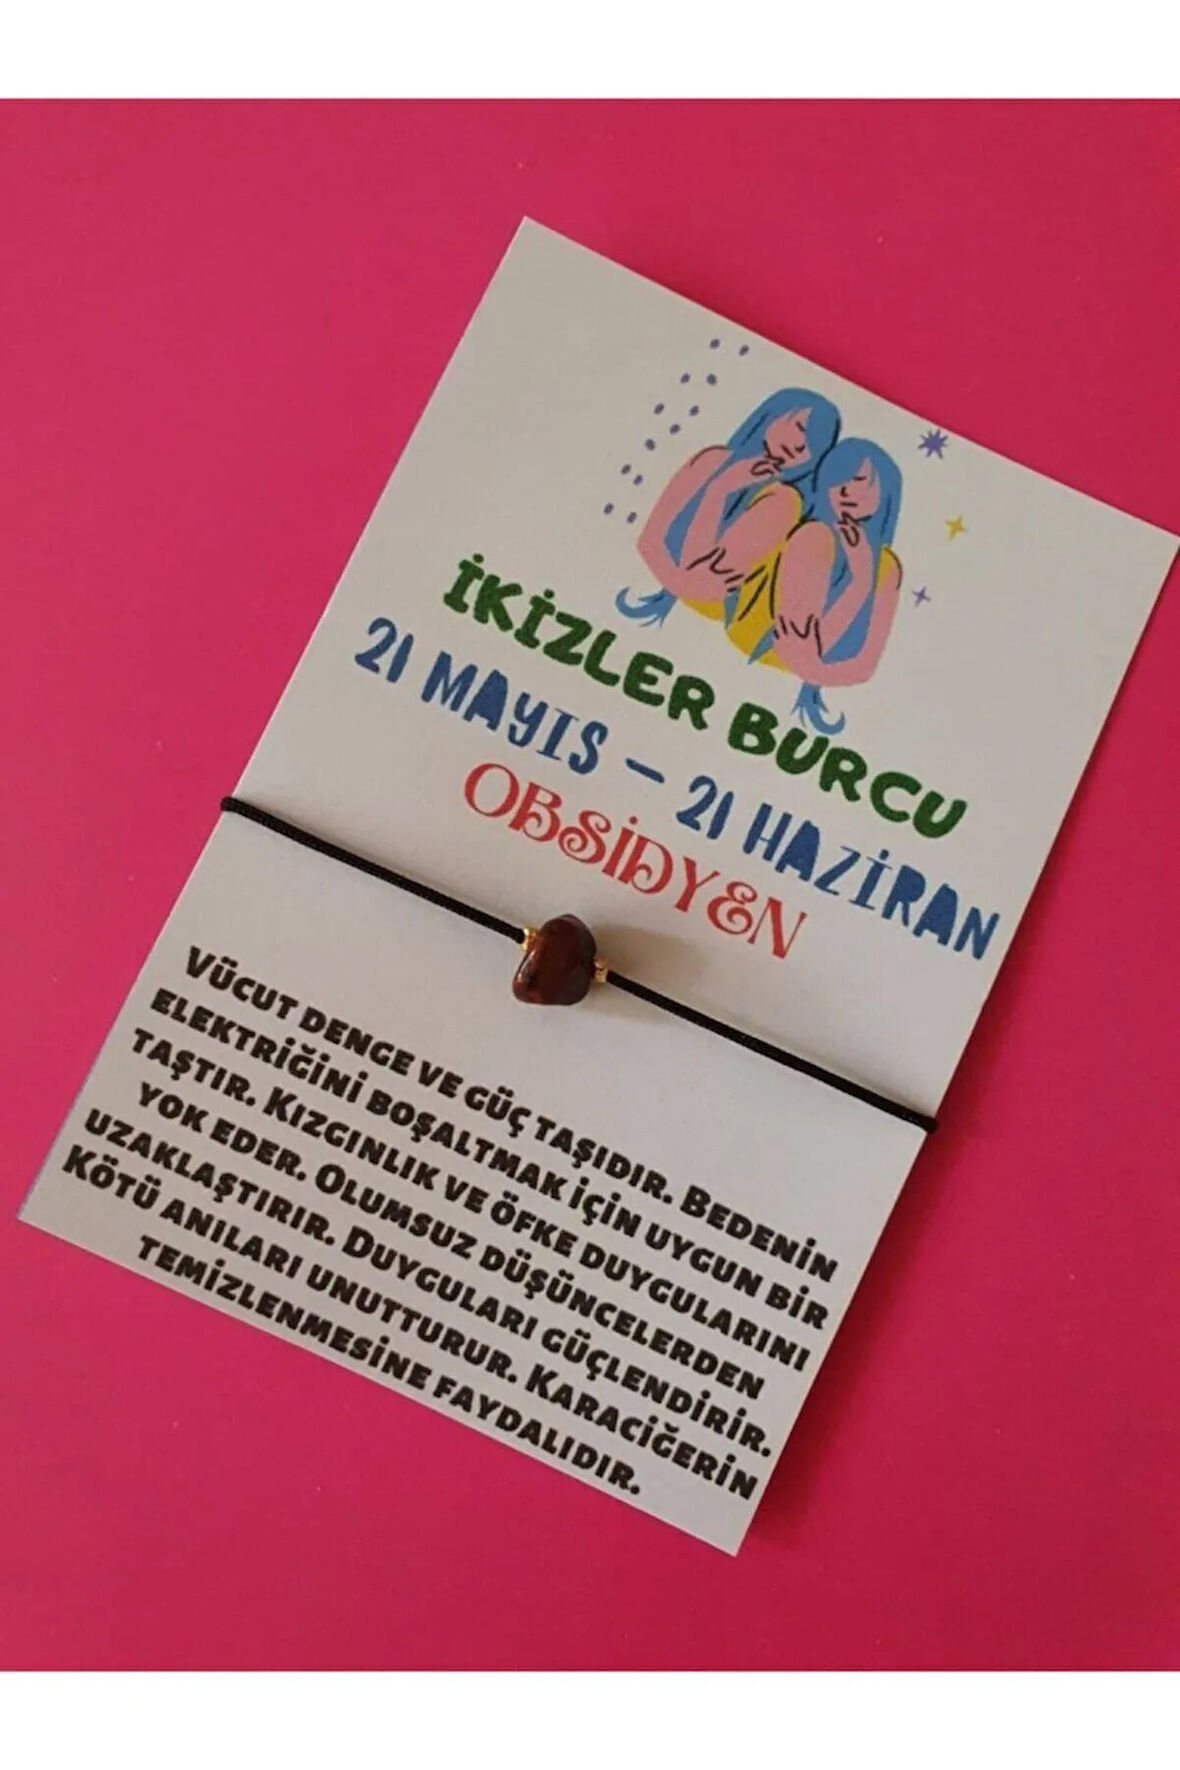 İKİZLER BURCU
21 MAYIS – 21 HAZİRAN
OBSİDYEN
VÜCUT DENGE VE GÜÇ TAŞIDIR. BEDENİN
ELEKTRİĞİNİ BOŞALTMAK İÇİN UYGUN BİR
TAŞTIR. KIZGINLIK VE ÖFKE DUYGULARINI
YOK EDER. OLUMSUZ DÜŞÜNCELERDEN
UZAKLAŞTIRIR. DUYGULARI GÜÇLENDİRİR.
KÖTÜ ANILARI UNUTTURUR. KARACİĞERİN
TEMİZLENMESİNE FAYDALIDIR.